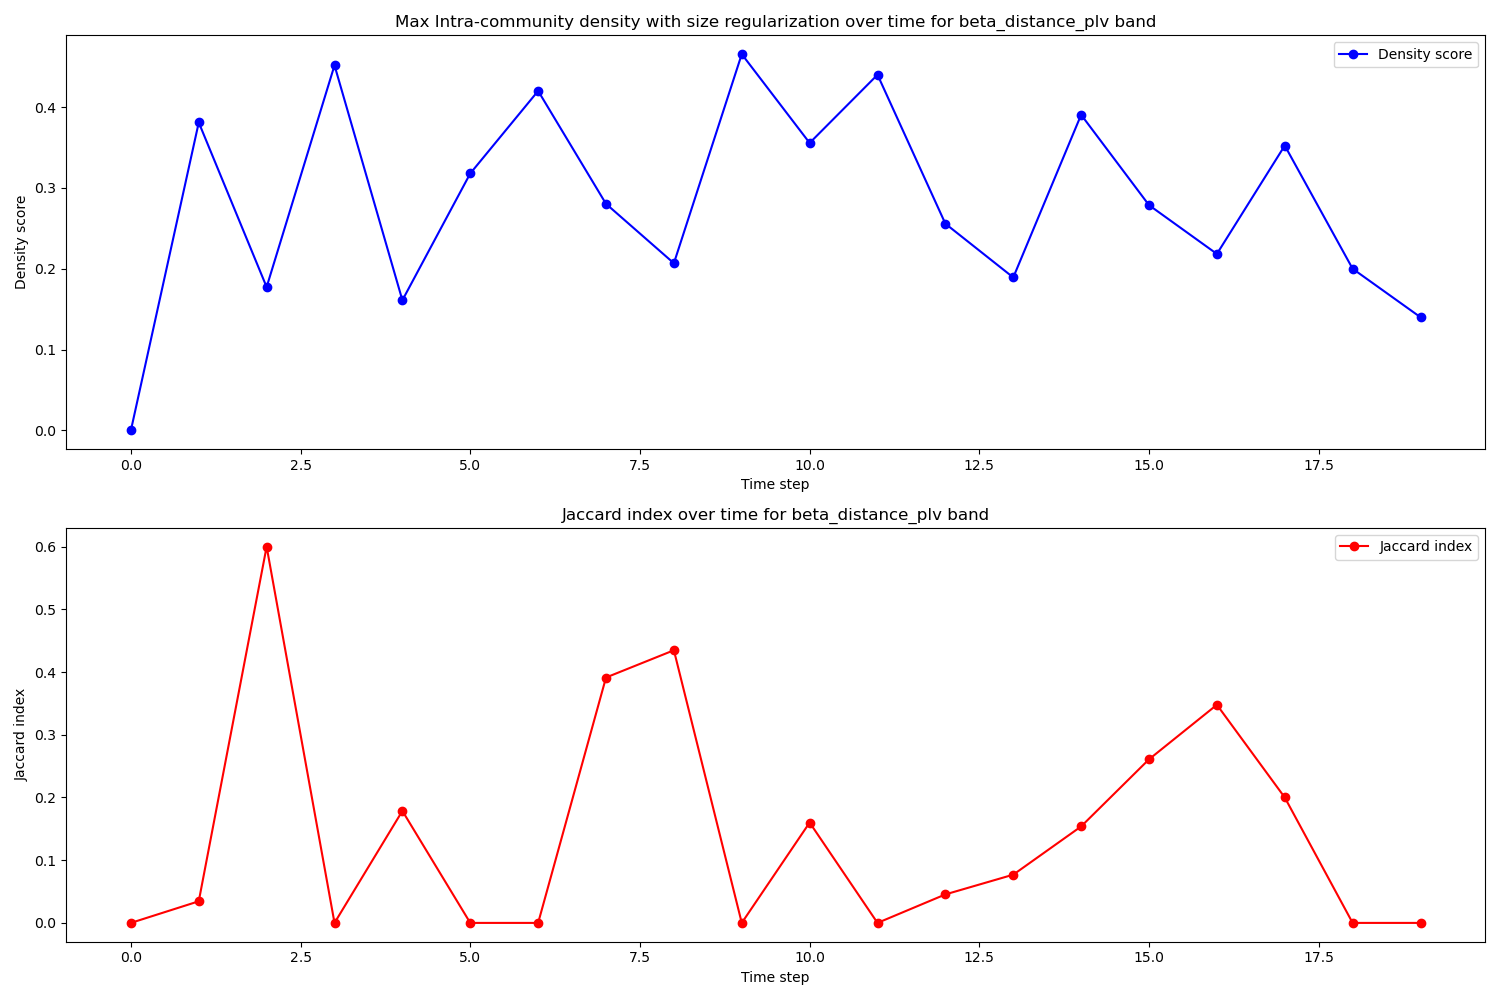 Max Intra-community density with size regularization over time for beta_distance_plv band
Density score
Density score
0.4
0.3
0.2
0.1
0.0
0.0 2.5 5.0 7.5 10.0 12.5 15.0 17.5
Time step
Jaccard index over time for beta_distance_plv band
Jaccard index
Jaccard index
0.6
0.5
0.4
0.3
0.2
0.1
0.0
0.0 2.5 5.0 7.5 10.0 12.5 15.0 17.5
Time step